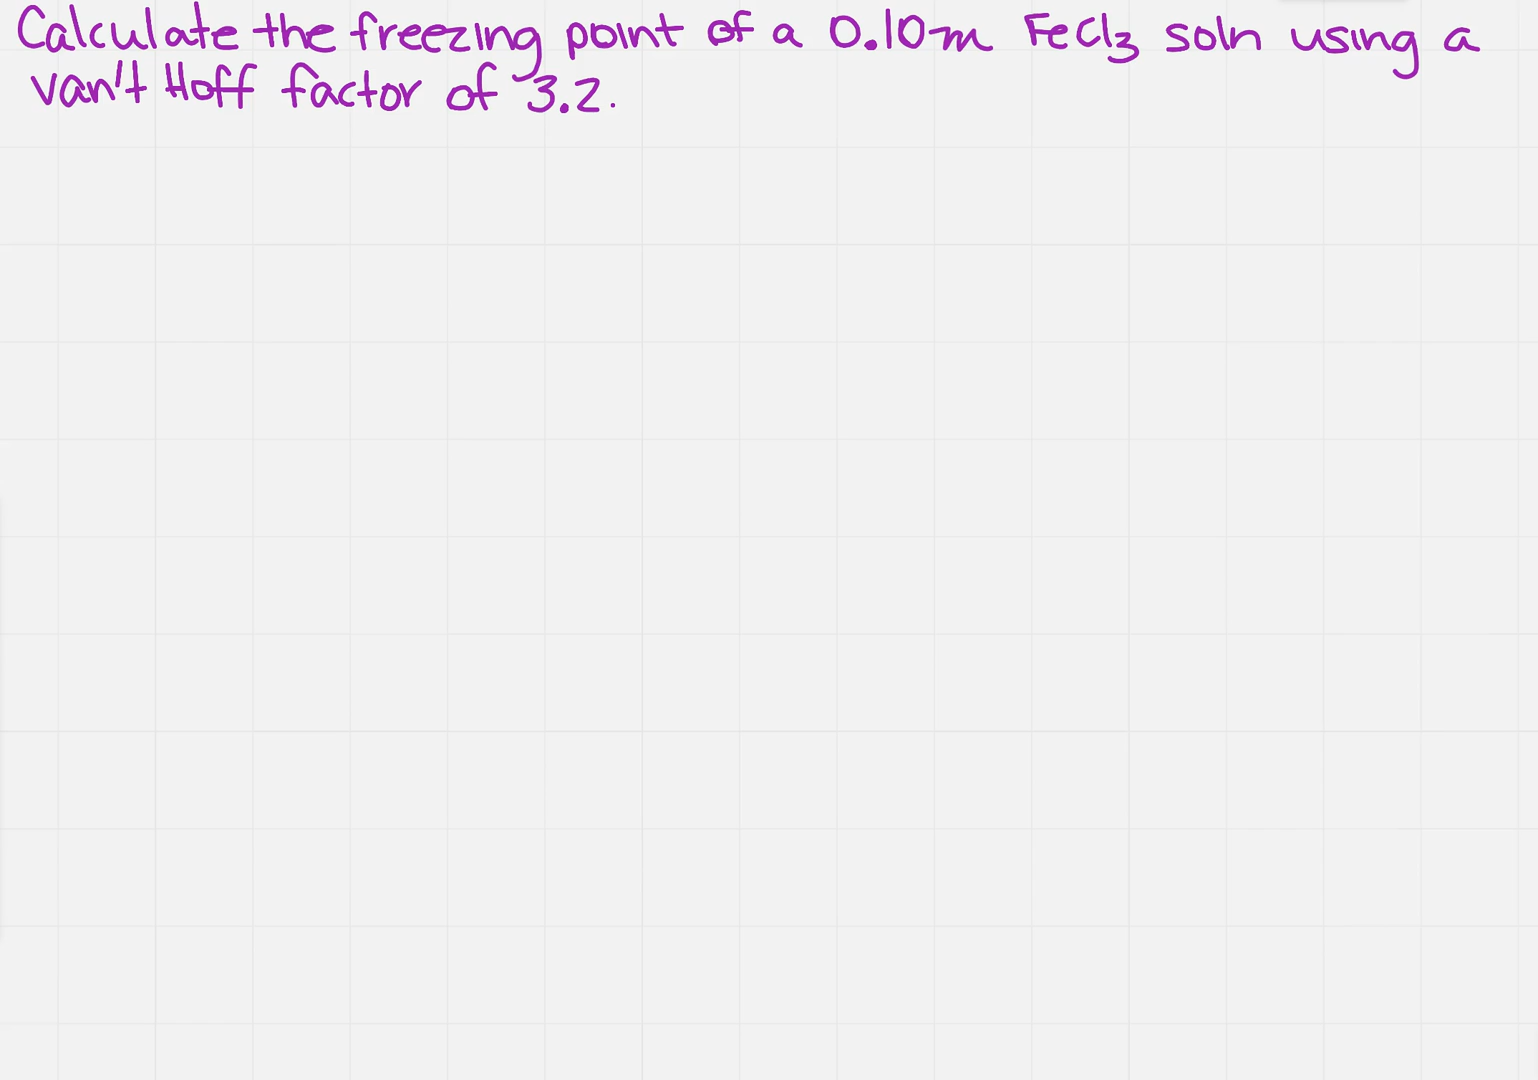 Calculate the freezing point of a 0.10m FeCl3 soln using a
van't Hoff factor of 3.2.